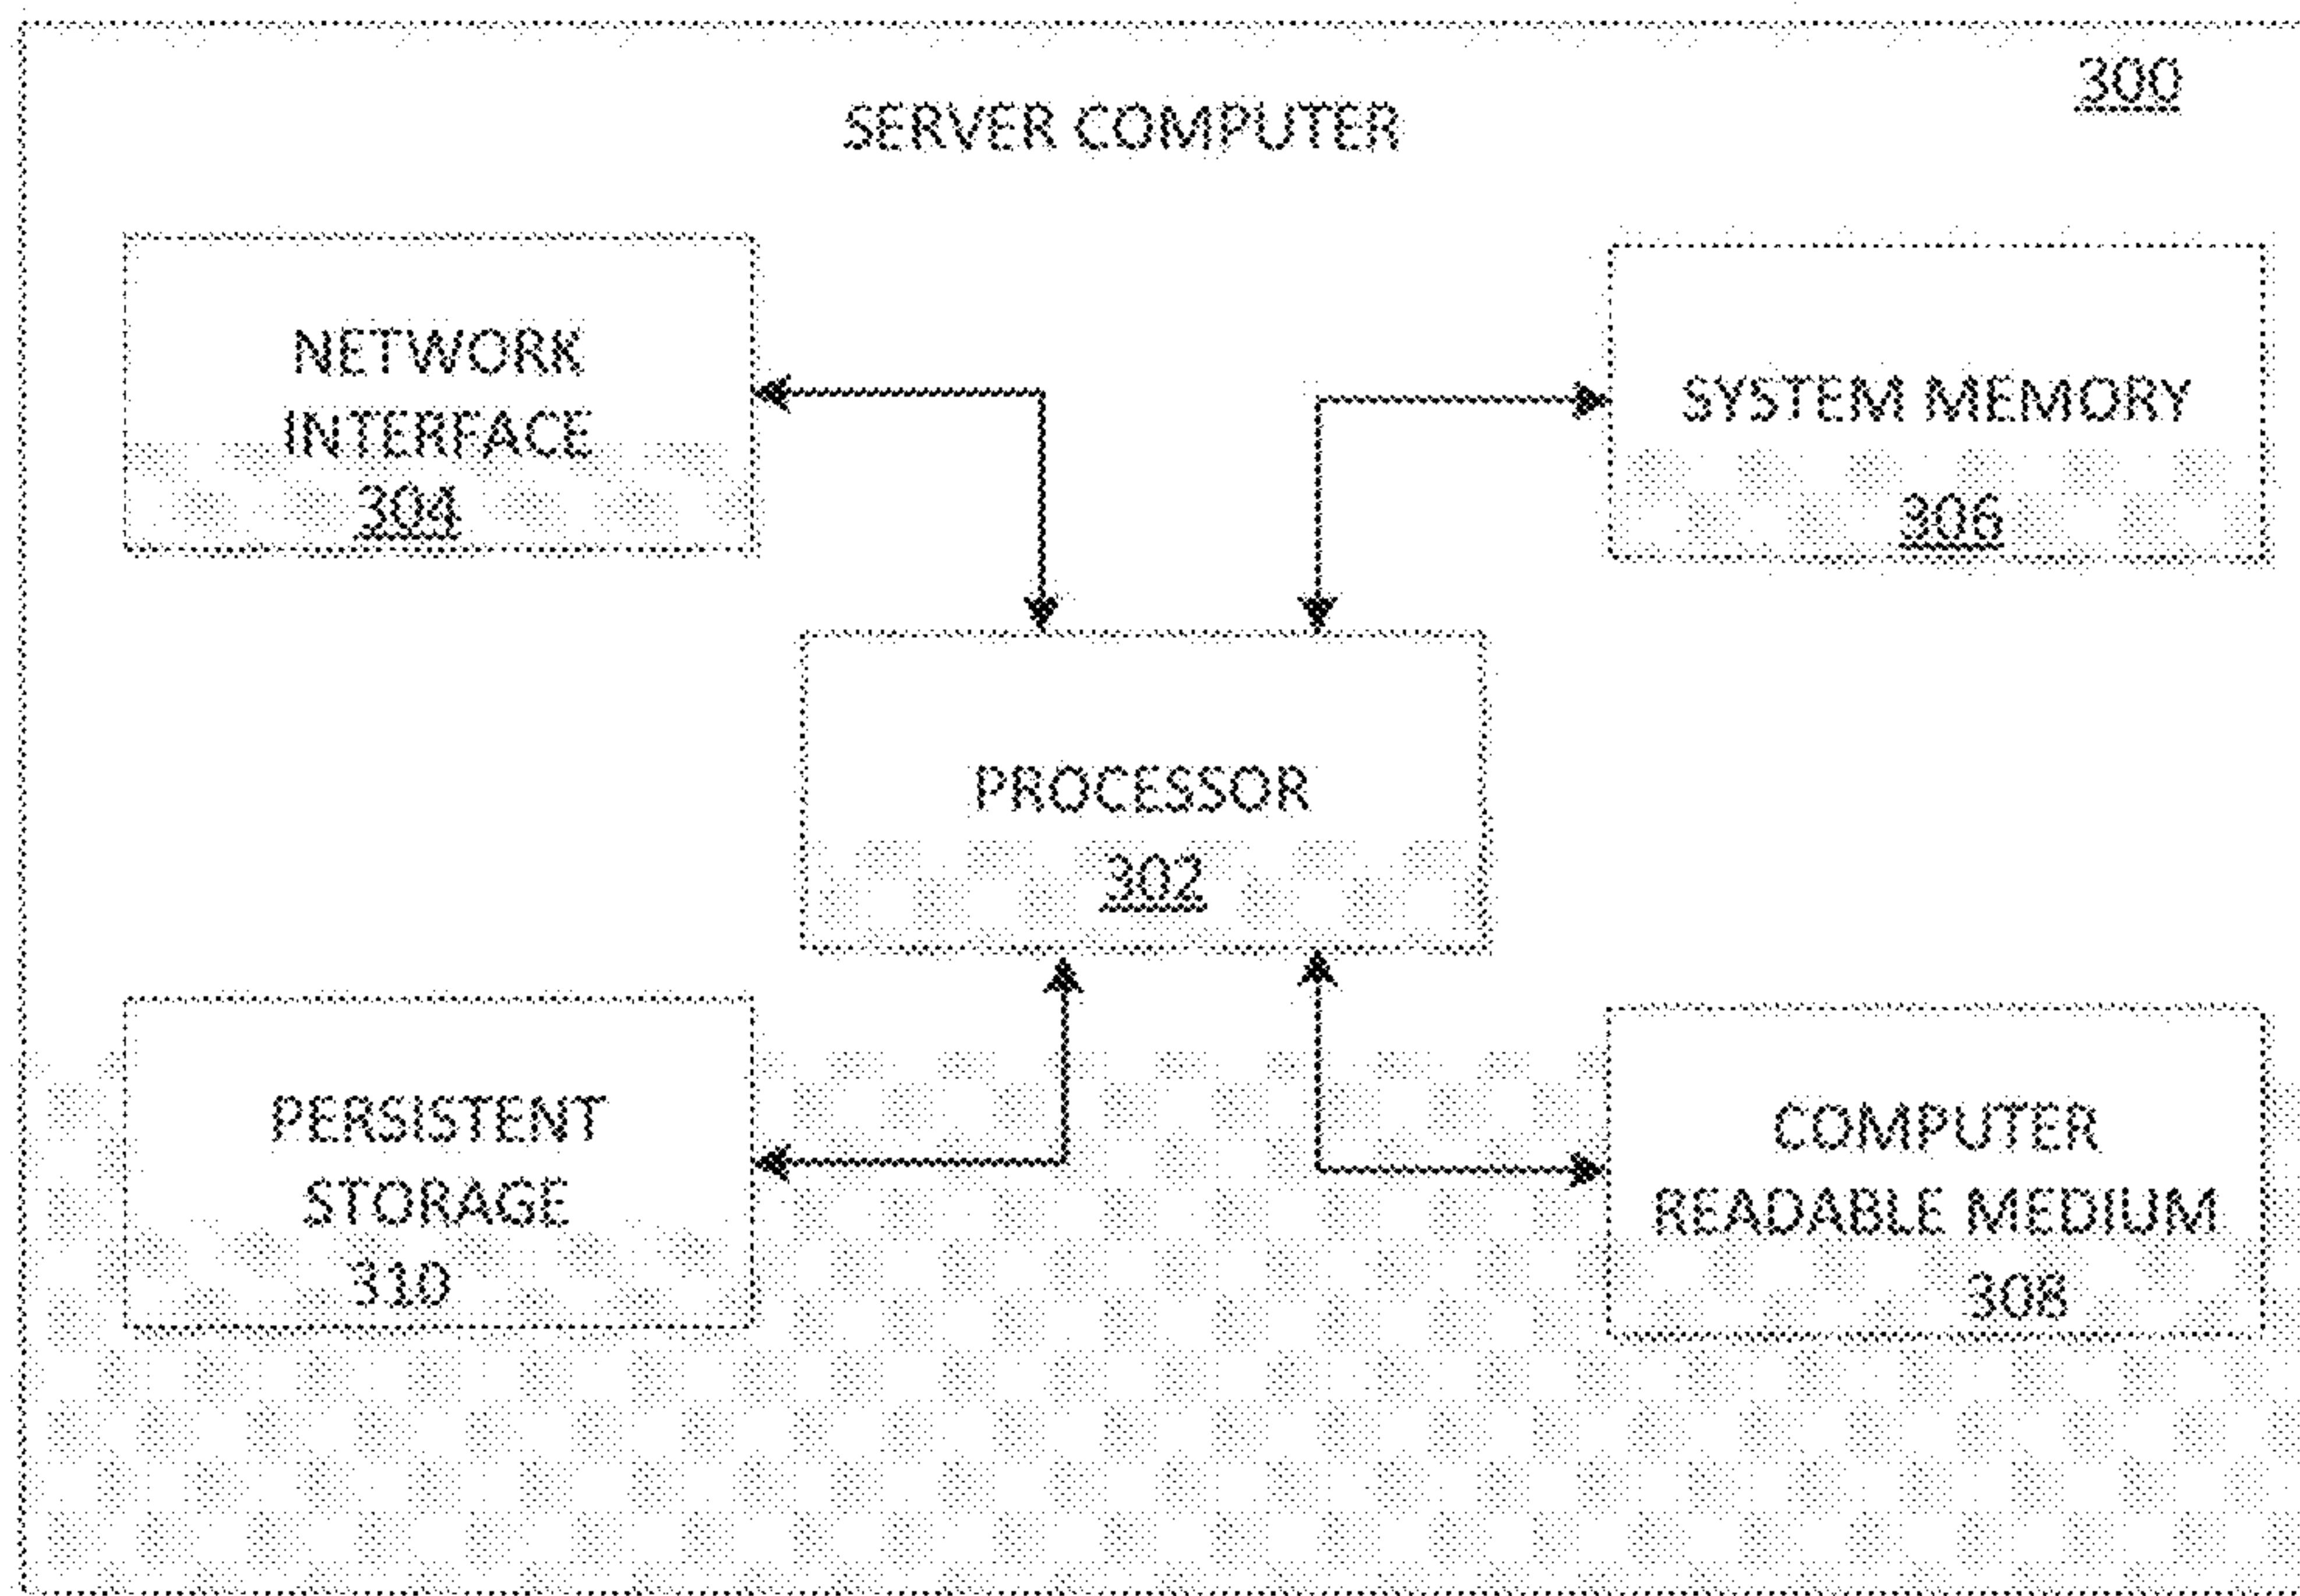 300
SERVER COMPUTER
NETWORK
INTERFACE
304
SYSTEM MEMORY
306
PROCESSOR
302
PERSISTENT
STORAGE
310
COMPUTER
READABLE MEDIUM
308